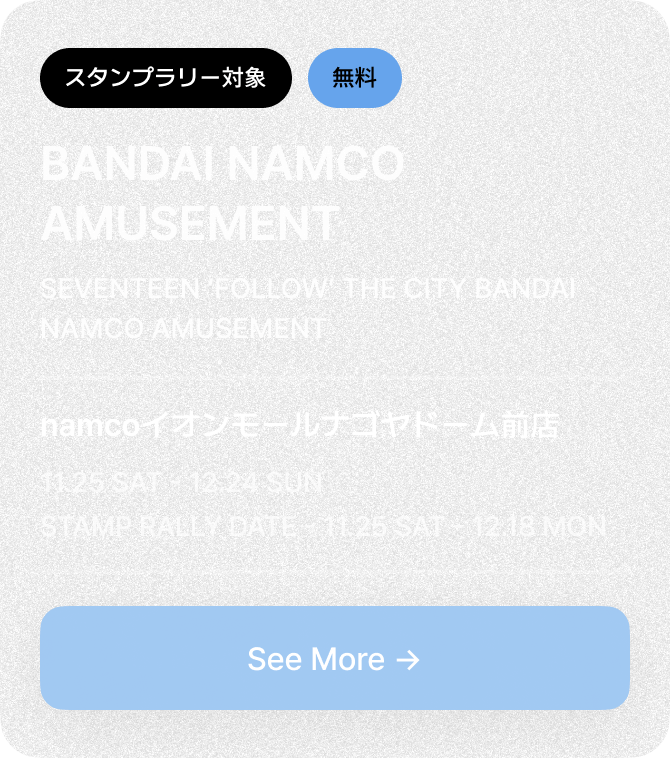 スタンプラリー対象
無料
BANDAI NAMCO
AMUSEMENT
SEVENTEEN 'FOLLOW' THE CITY BANDAI
NAMCO AMUSEMENT
namcoイオンモールナゴヤドーム前店
11.25 SAT - 12.24 SUN
STAMP RALLY DATE - 11.25 SAT - 12.18 MON
See More →